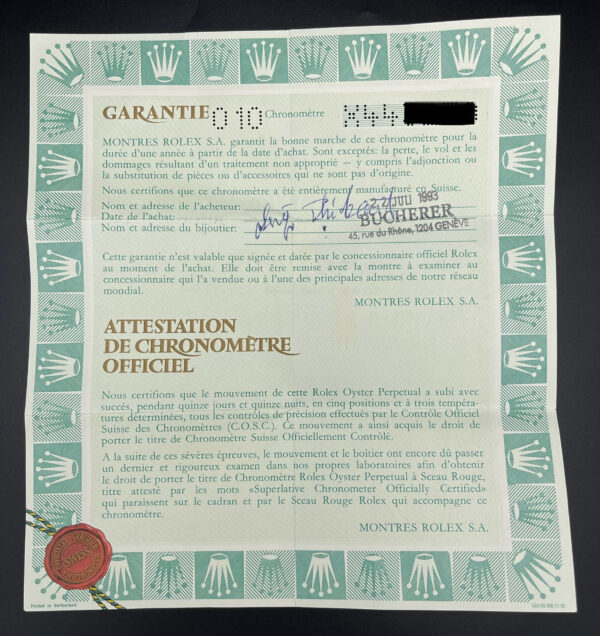 GARANTIE 010 Chronomètre X44
MONTRES ROLEX S.A. garantit la bonne marche de ce chronomètre pour la
durée d'une année à partir de la date d'achat. Sont exceptés: la perte, le vol et les
dommages résultant d'un traitement non approprié – y compris l'adjonction ou
la substitution de pièces ou d'accessoires qui ne sont pas d'origine.
Nous certifions que ce chronomètre a été entièrement manufacturé en Suisse.
Nom et adresse de l'acheteur:
2 2 JUILI 1993
Date de l'achat:
BUCHERER
Nom et adresse du bijoutier:
45, rue du Rhône, 1204 GENÈVE
Cette garantie n'est valable que signée et datée par le concessionnaire officiel Rolex
au moment de l'achat. Elle doit être remise avec la montre à examiner au
concessionnaire qui l'a vendue ou à l'une des principales adresses de notre réseau
mondial.
MONTRES ROLEX S.A.
ATTESTATION
DE CHRONOMÈTRE
OFFICIEL
Nous certifions que le mouvement de cette Rolex Oyster Perpetual a subi avec
succès, pendant quinze jours et quinze nuits, en cinq positions et à trois tempéra-
tures déterminées, tous les contrôles de précision effectués par le Contrôle Officiel
Suisse des Chronomètres (C.O.S.C.). Ce mouvement a ainsi acquis le droit de
porter le titre de Chronomètre Suisse Officiellement Contrôlé.
A la suite de ces sévères épreuves, le mouvement et le boîtier ont encore dû passer
un dernier et rigoureux examen dans nos propres laboratoires afin d'obtenir
le droit de porter le titre de Chronomètre Rolex Oyster Perpetual à Sceau Rouge,
titre attesté par les mots «Superlative Chronometer Officially Certified»
qui paraissent sur le cadran et par le Sceau Rouge Rolex qui accompagne ce
chronomètre.
MONTRES ROLEX S.A.
SWISS
Printed in Switzerland